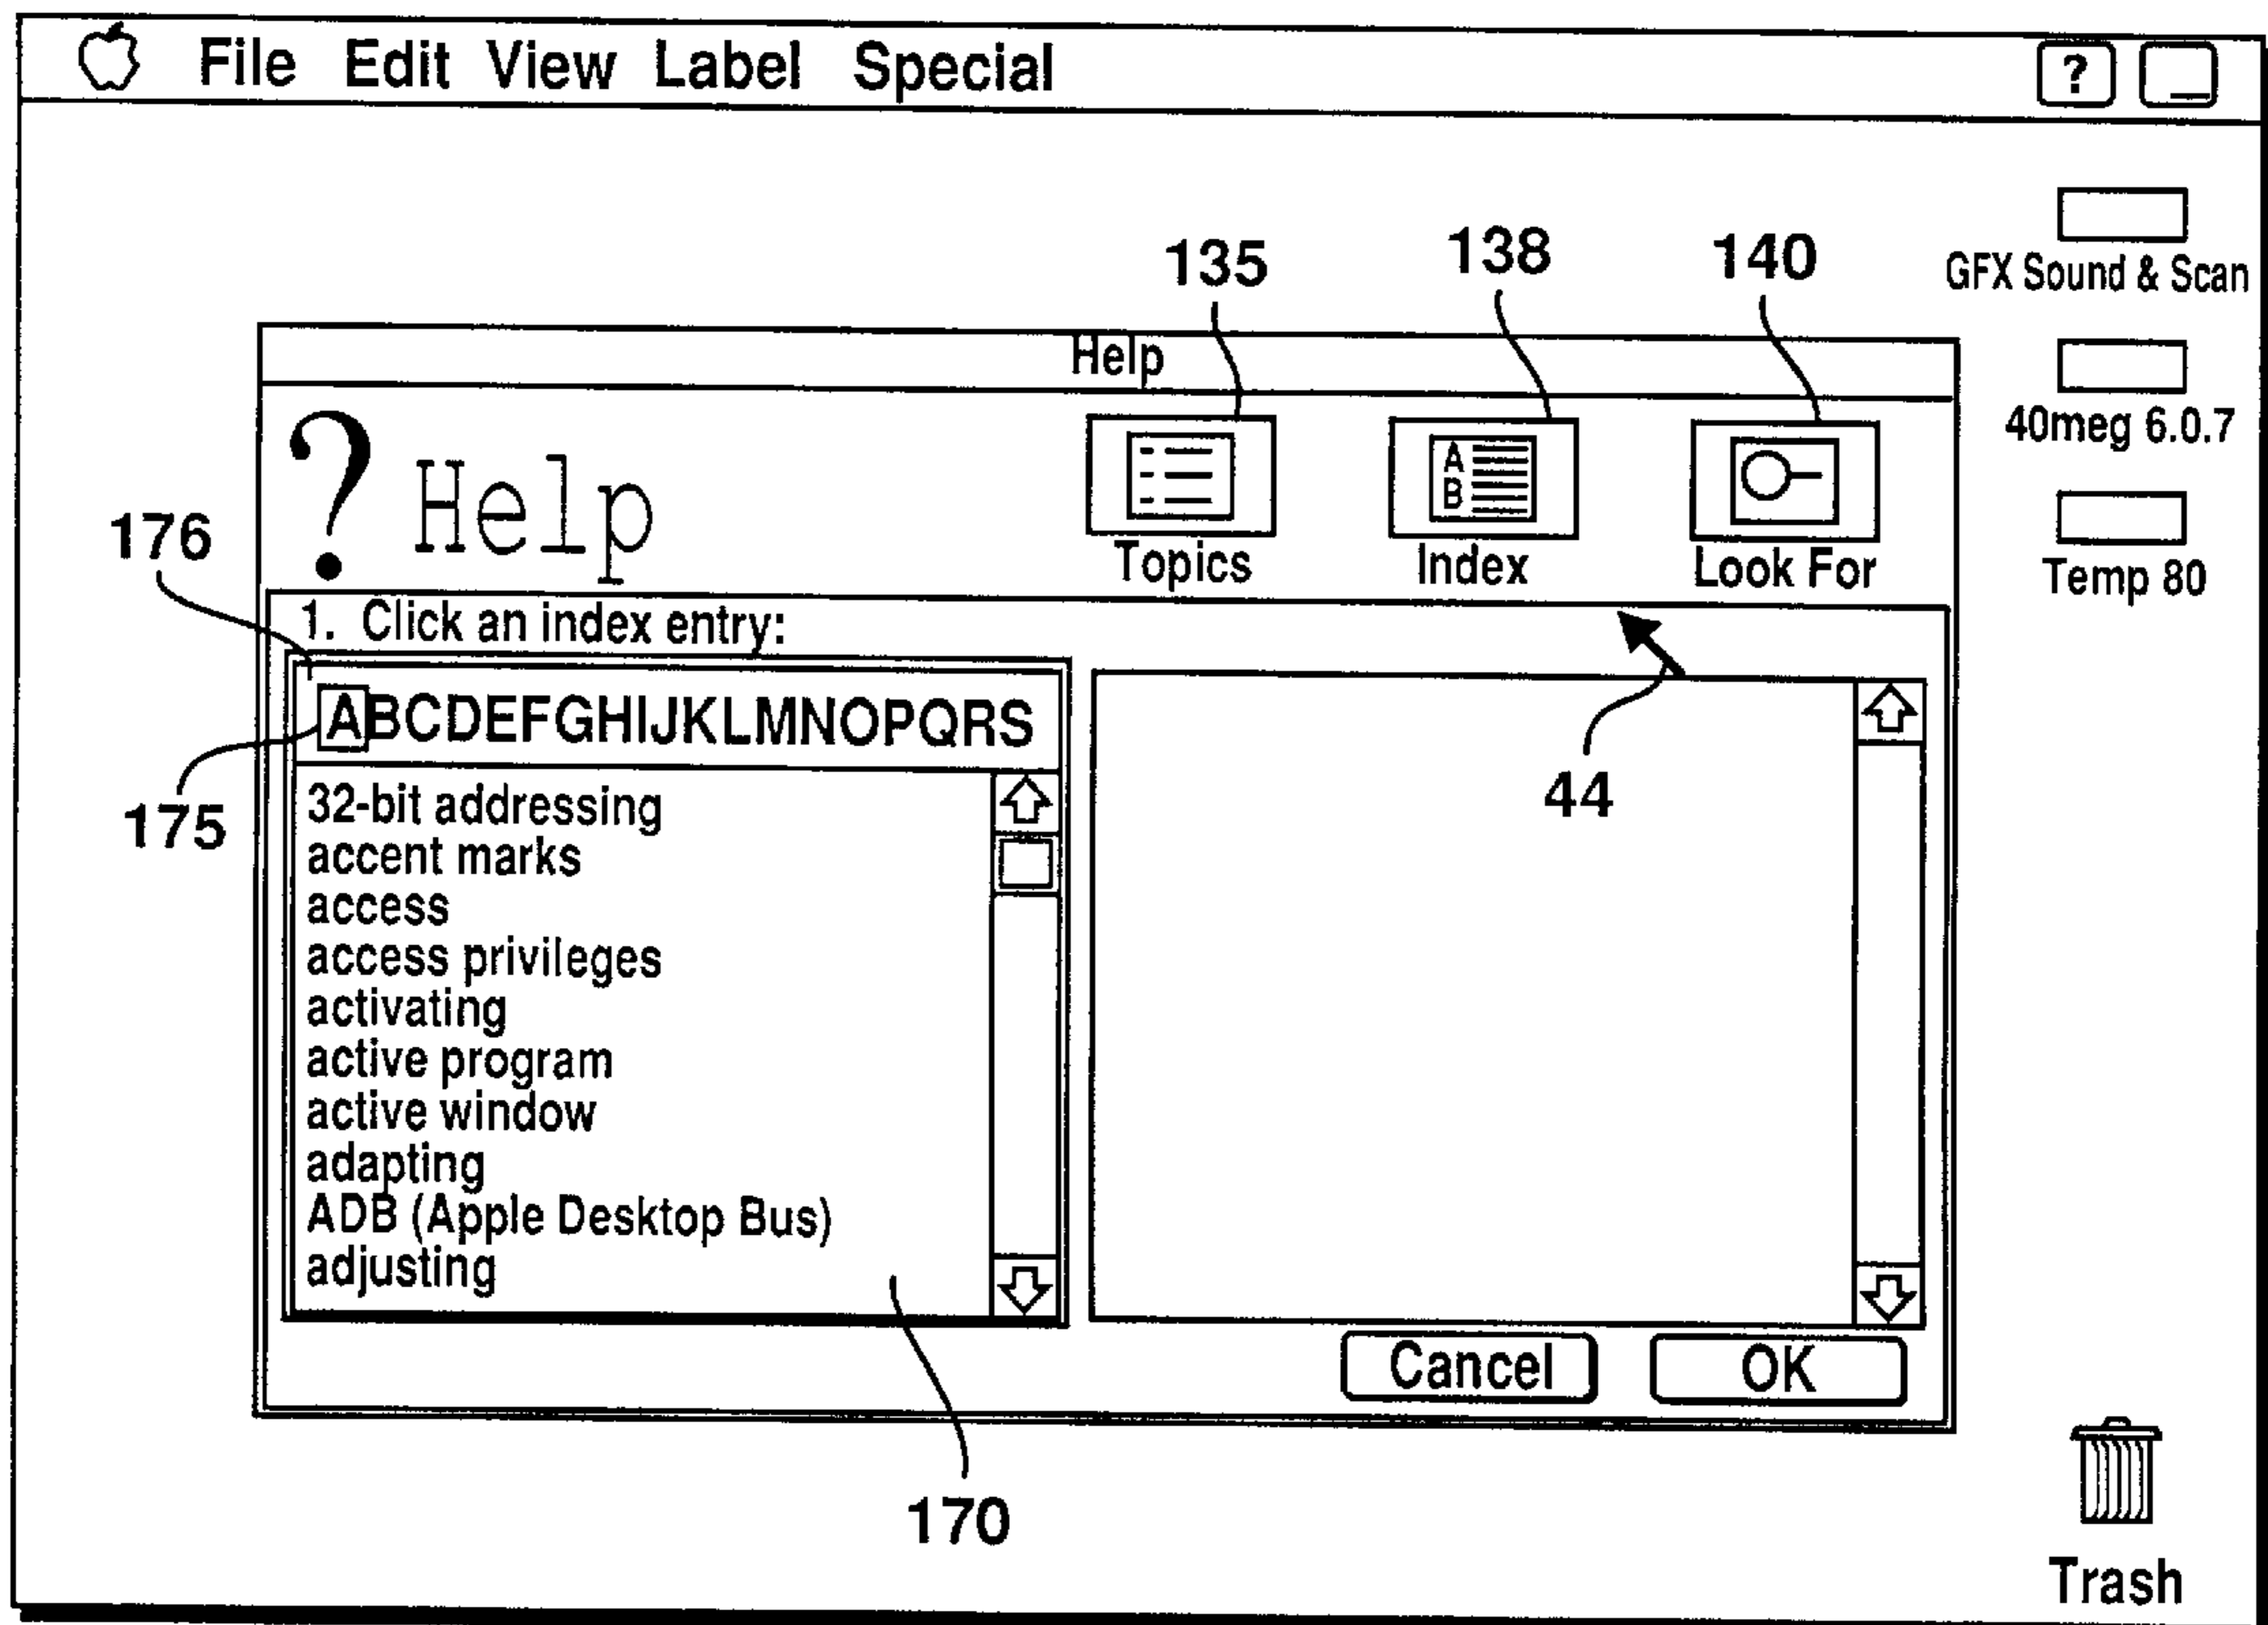 File Edit View Label Special ? _
135 138 140
GFX Sound & Scan
Help
40meg 6.0.7
? Help
A
B
176
Topics Index Look For
Temp 80
1. Click an index entry:
ABCDEFGHIJKLMNOPQRS
44
175
32-bit addressing
accent marks
access
access privileges
activating
active program
active window
adapting
ADB (Apple Desktop Bus)
adjusting
Cancel OK
170
Trash